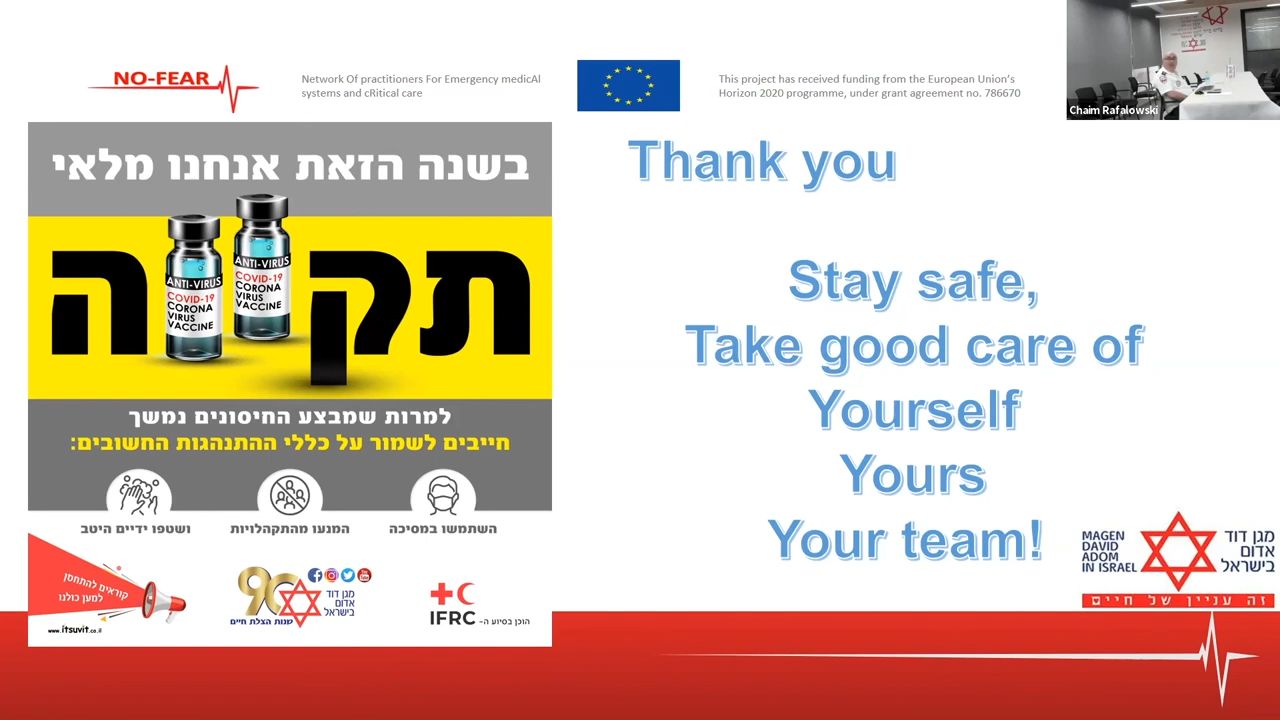 NO-FEAR
Network Of practitioners For Emergency medicAl
systems and cRitical care
This project has received funding from the European Union's
Horizon 2020 programme, under grant agreement no. 786670
Chaim Rafalowski
בשנה הזאת אנחנו מלאי
תק ה
ANTI-VIRUS
COVID-19
CORONA
VIRUS
VACCINE
ANTI-VIRUS
COVID-19
CORONA
VIRUS
VACCINE
למרות שמבצע החיסונים נמשך
חייבים לשמור על כללי ההתנהגות החשובים:
השתמשו במסיכה
המנעו מהתקהלויות
ושטפו ידיים היטב
קוראים להתחסן
למען כולנו
www.itsuvit.co.il
90
מגן דוד
אדום
בישראל
שנות הצלת חיים
IFRC
הוכן בסיוע ה-
Thank you
Stay safe,
Take good care of
Yourself
Yours
Your team!
MAGEN
DAVID
ADOM
IN ISRAEL
מגן דוד
אדום
בישראל
זה עניין של חיים